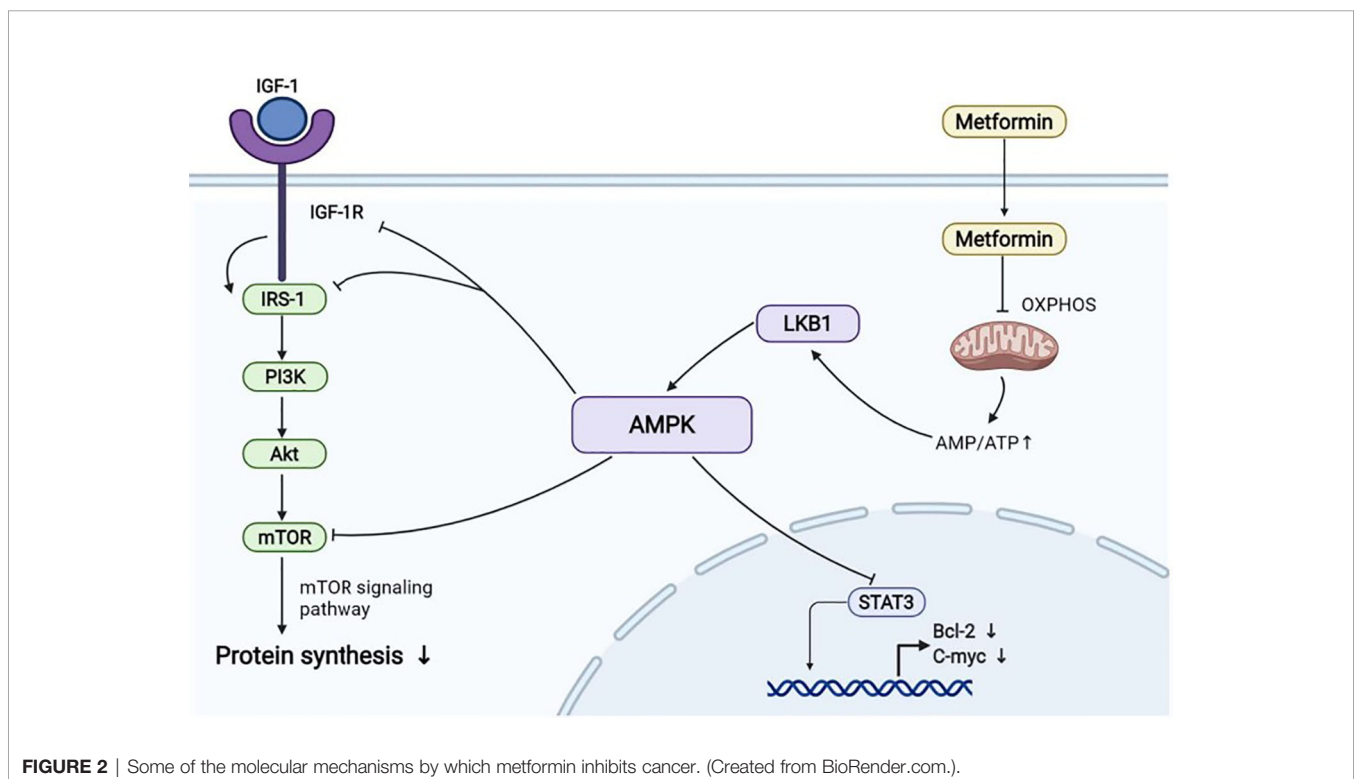 IGF-1
Metformin
IGF-1R
Metformin
IRS-1
OXPHOS
LKB1
PI3K
AMPK
AMP/ATP↑
Akt
mTOR
mTOR signaling
pathway
STAT3
Bcl-2 ↓
C-myc ↓
Protein synthesis ↓
FIGURE 2 | Some of the molecular mechanisms by which metformin inhibits cancer. (Created from BioRender.com.).